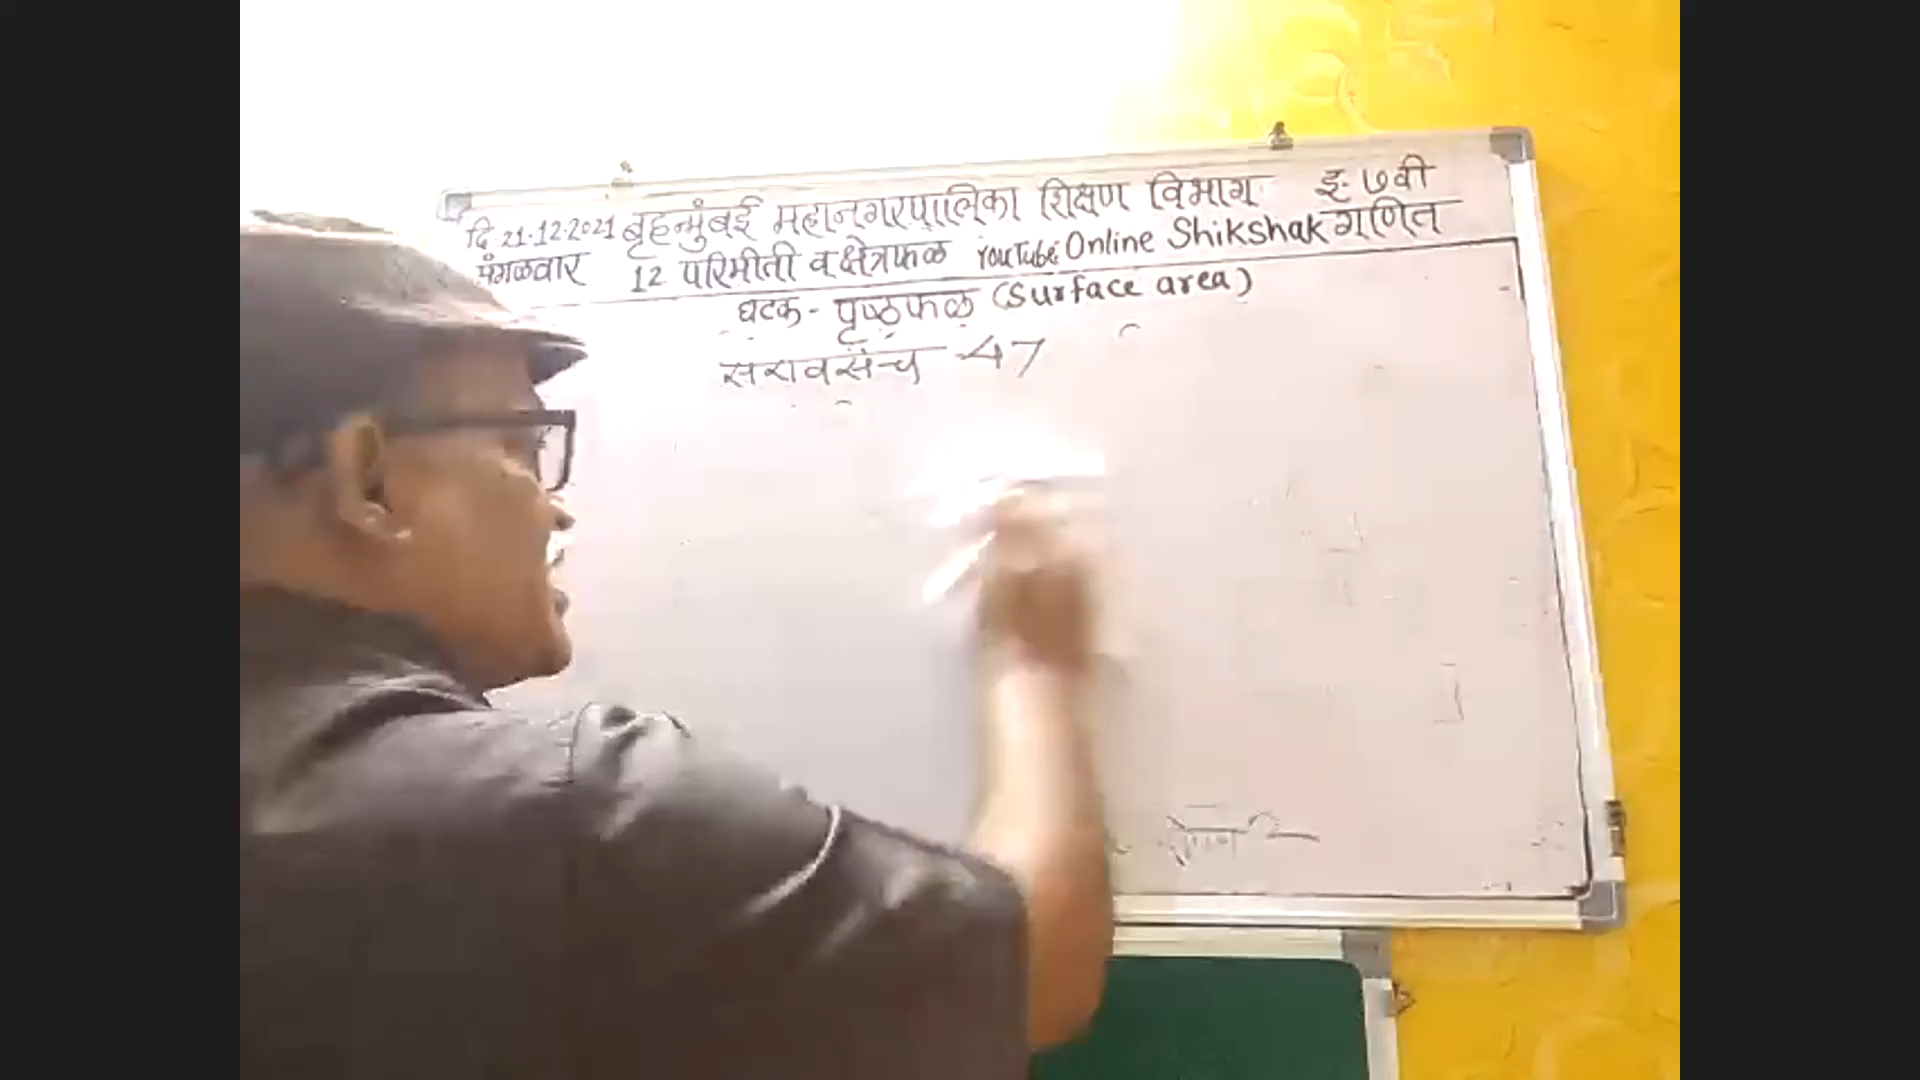 बृहन्मुंबई महानगरपालिका शिक्षण विभाग इ. ७वी
दि. 21.12.2021
मंगळवार 12 परिमीती व क्षेत्रफळ YouTube: Online Shikshak गणित
घटक - पृष्ठफळ (Surface area)
सरावसंच 47